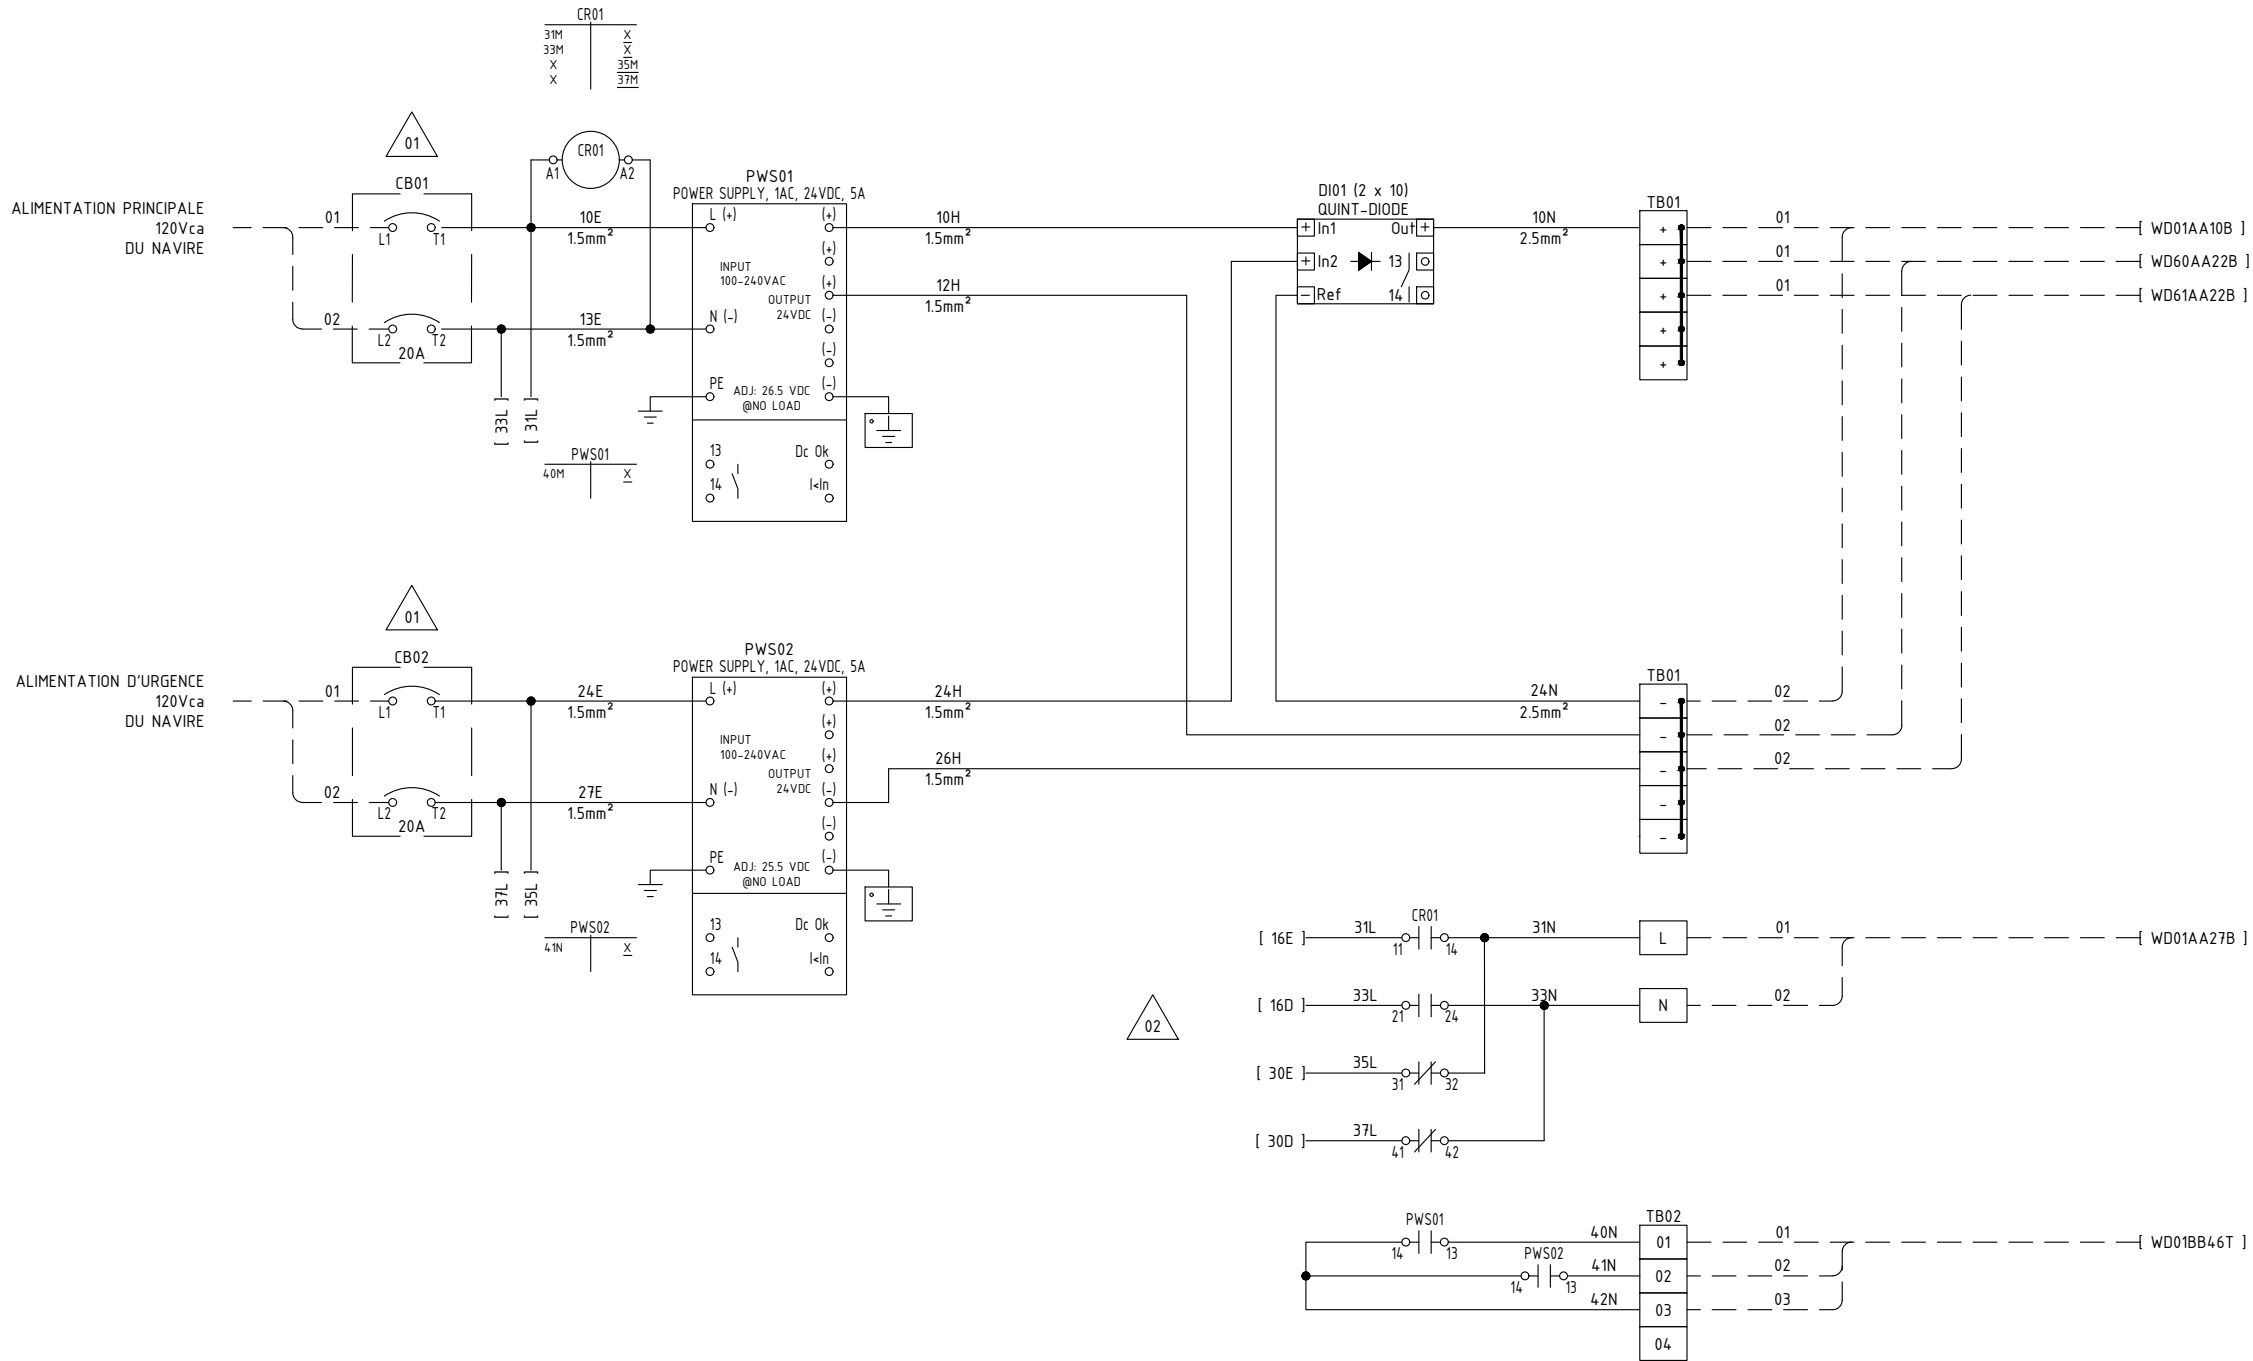 CR01
31M X
33M X
X 35M
X 37M
01
CR01
A1 A2
CB01
ALIMENTATION PRINCIPALE
120Vca
DU NAVIRE
01
L1 T1
02
L2 T2
20A
10E
1.5mm²
13E
1.5mm²
[ 33L ]
[ 31L ]
PWS01
POWER SUPPLY, 1AC, 24VDC, 5A
L (+) (+)
(+)
INPUT
100-240VAC
(+)
OUTPUT
24VDC
N (-) (-)
(-)
PE (-)
ADJ: 26.5 VDC
@NO LOAD
13 Dc Ok
14 I<In
PWS01
40M X
10H
1.5mm²
12H
1.5mm²
DI01 (2 x 10)
QUINT-DIODE
+ In1 Out +
+ In2 13
- Ref 14
10N
2.5mm²
TB01
+
+
+
+
+
01
01
01
[ WD01AA10B ]
[ WD60AA22B ]
[ WD61AA22B ]
01
CB02
ALIMENTATION D'URGENCE
120Vca
DU NAVIRE
01
L1 T1
02
L2 T2
20A
24E
1.5mm²
27E
1.5mm²
[ 37L ]
[ 35L ]
PWS02
POWER SUPPLY, 1AC, 24VDC, 5A
L (+) (+)
(+)
INPUT
100-240VAC
(+)
OUTPUT
24VDC
N (-) (-)
(-)
PE (-)
ADJ: 25.5 VDC
@NO LOAD
13 Dc Ok
14 I<In
PWS02
41N X
24H
1.5mm²
26H
1.5mm²
24N
2.5mm²
TB01
-
-
-
-
-
02
02
02
02
CR01
[ 16E ] 31L 11 14 31N L 01 [ WD01AA27B ]
[ 16D ] 33L 21 24 33N N 02
[ 30E ] 35L 31 32
[ 30D ] 37L 41 42
PWS01
14 13 40N
PWS02
14 13 41N
42N
TB02
01
02
03
04
01
02
03
[ WD01BB46T ]